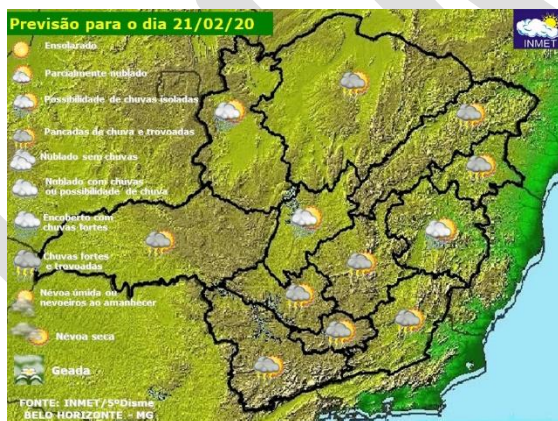 Previsão para o dia 21/02/20
INMET
Ensolarado
Parcialmente nublado
Possibilidade de chuvas isoladas
Pancadas de chuva e trovoadas
Nublado sem chuvas
Nublado com chuvas
ou possibilidade de chuva
Encoberto com
chuvas fortes
Chuvas fortes
e trovoadas
Névoa úmida ou
nevoeiros ao amanhecer
Névoa seca
Geada
FONTE: INMET/5ºDisme
BELO HORIZONTE - MG